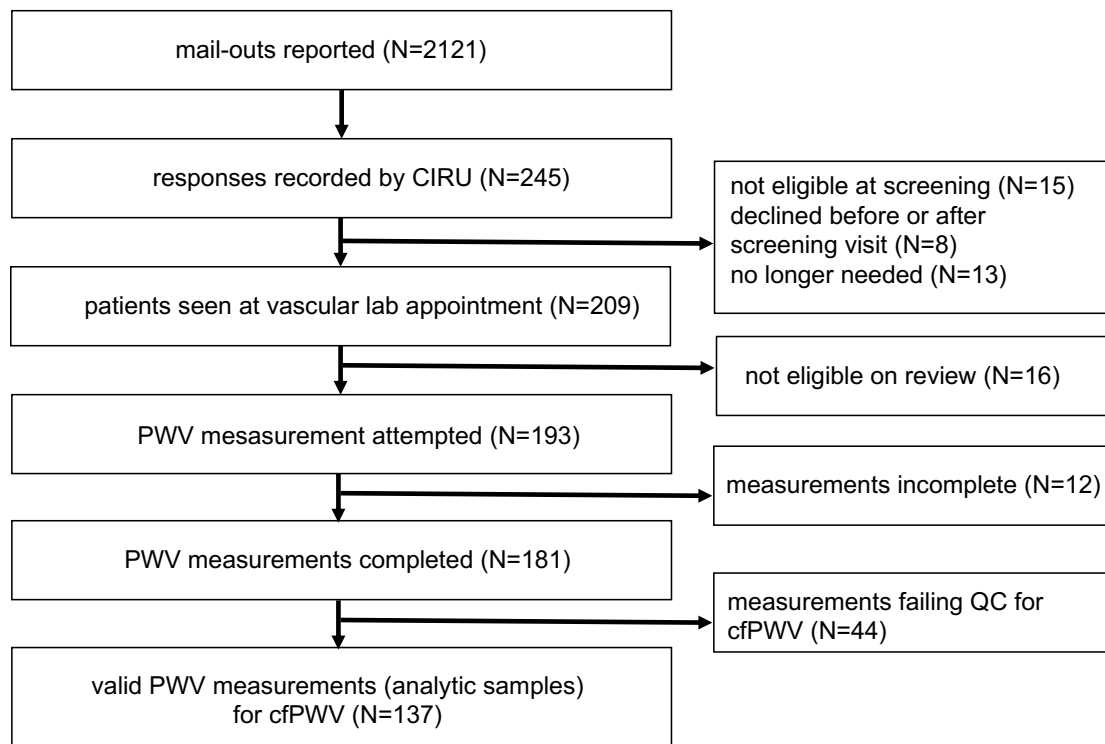 mail-outs reported (N=2121)
responses recorded by CIRU (N=245)
not eligible at screening (N=15)
declined before or after
screening visit (N=8)
no longer needed (N=13)
patients seen at vascular lab appointment (N=209)
not eligible on review (N=16)
PWV mesasurement attempted (N=193)
measurements incomplete (N=12)
PWV measurements completed (N=181)
measurements failing QC for
cfPWV (N=44)
valid PWV measurements (analytic samples)
for cfPWV (N=137)